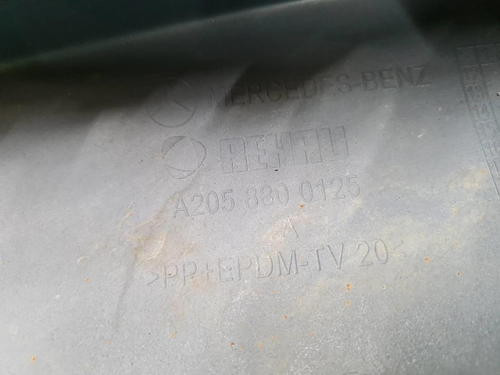 MERCEDES-BENZ
REHAU
A205 880 0125
>PP+EPDM-TV 20<